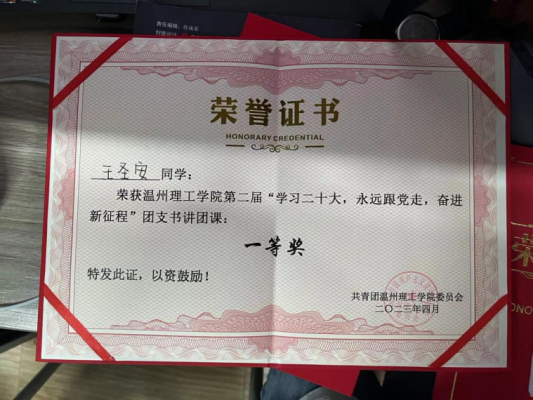 荣誉证书
HONORARY CREDENTIAL
王圣安 同学：
荣获温州理工学院第二届“学习二十大，永远跟党走，奋进
新征程”团支书讲团课：
一等奖
特发此证，以资鼓励！
共青团温州理工学院委员会
二〇二三年四月